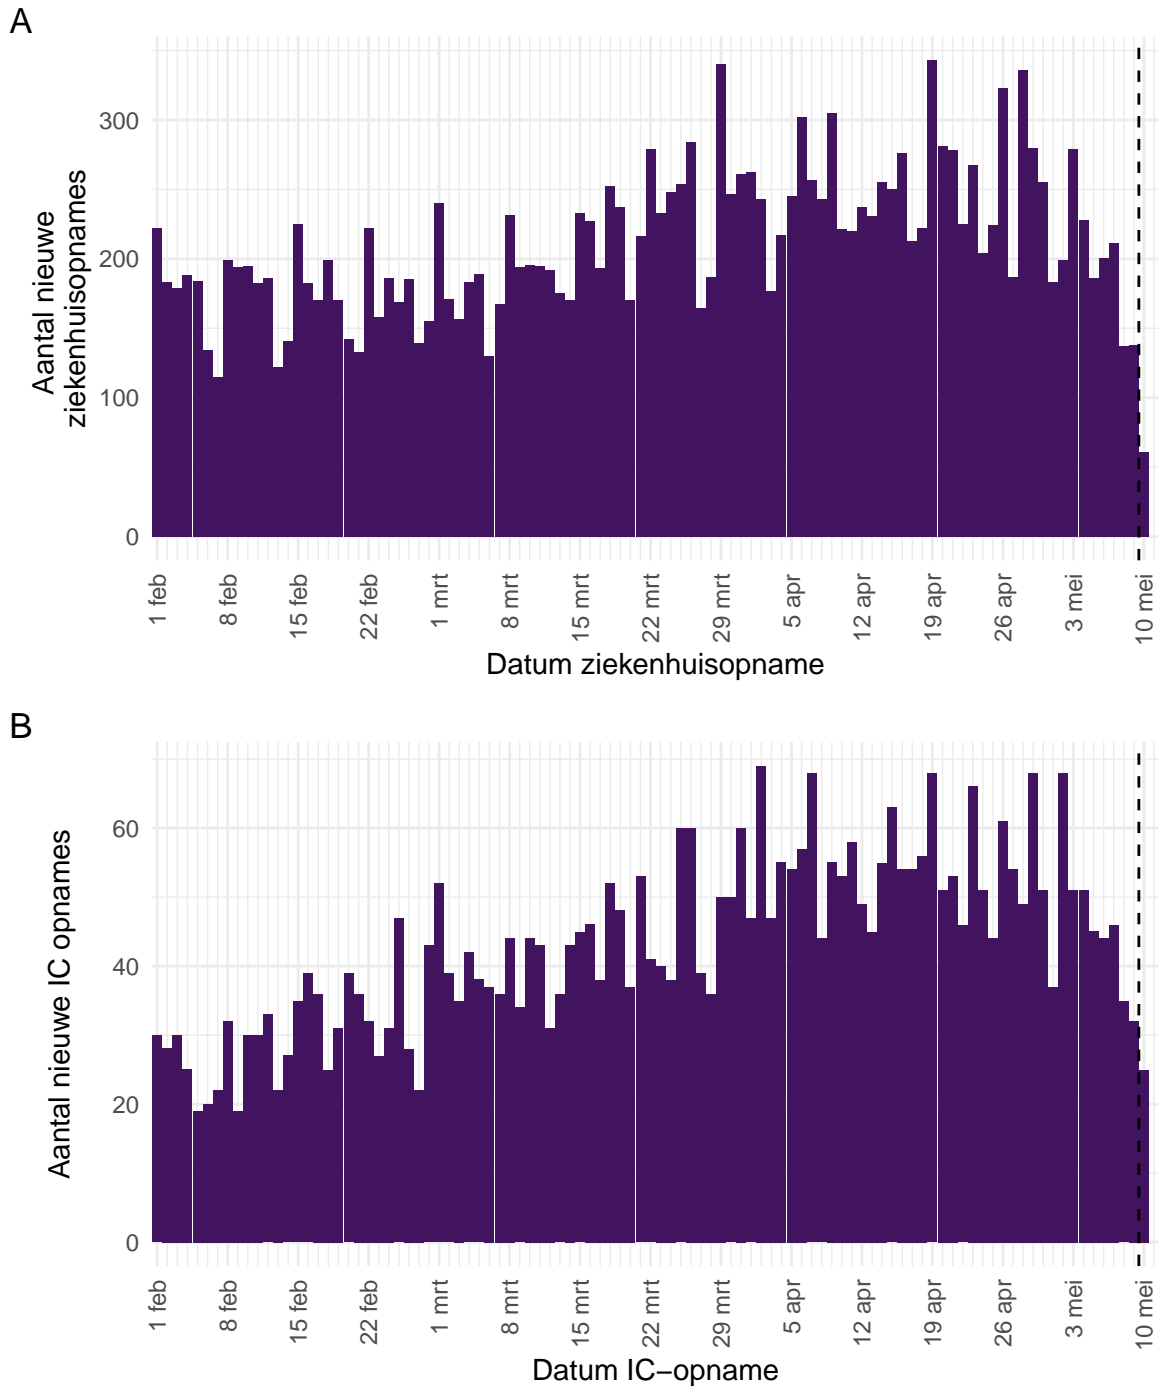 A
Aantal nieuwe
ziekenhuisopnames
300
200
100
0
1 feb
8 feb
15 feb
22 feb
1 mrt
8 mrt
15 mrt
22 mrt
29 mrt
5 apr
12 apr
19 apr
26 apr
3 mei
10 mei
Datum ziekenhuisopname
B
Aantal nieuwe IC opnames
60
40
20
0
1 feb
8 feb
15 feb
22 feb
1 mrt
8 mrt
15 mrt
22 mrt
29 mrt
5 apr
12 apr
19 apr
26 apr
3 mei
10 mei
Datum IC−opname